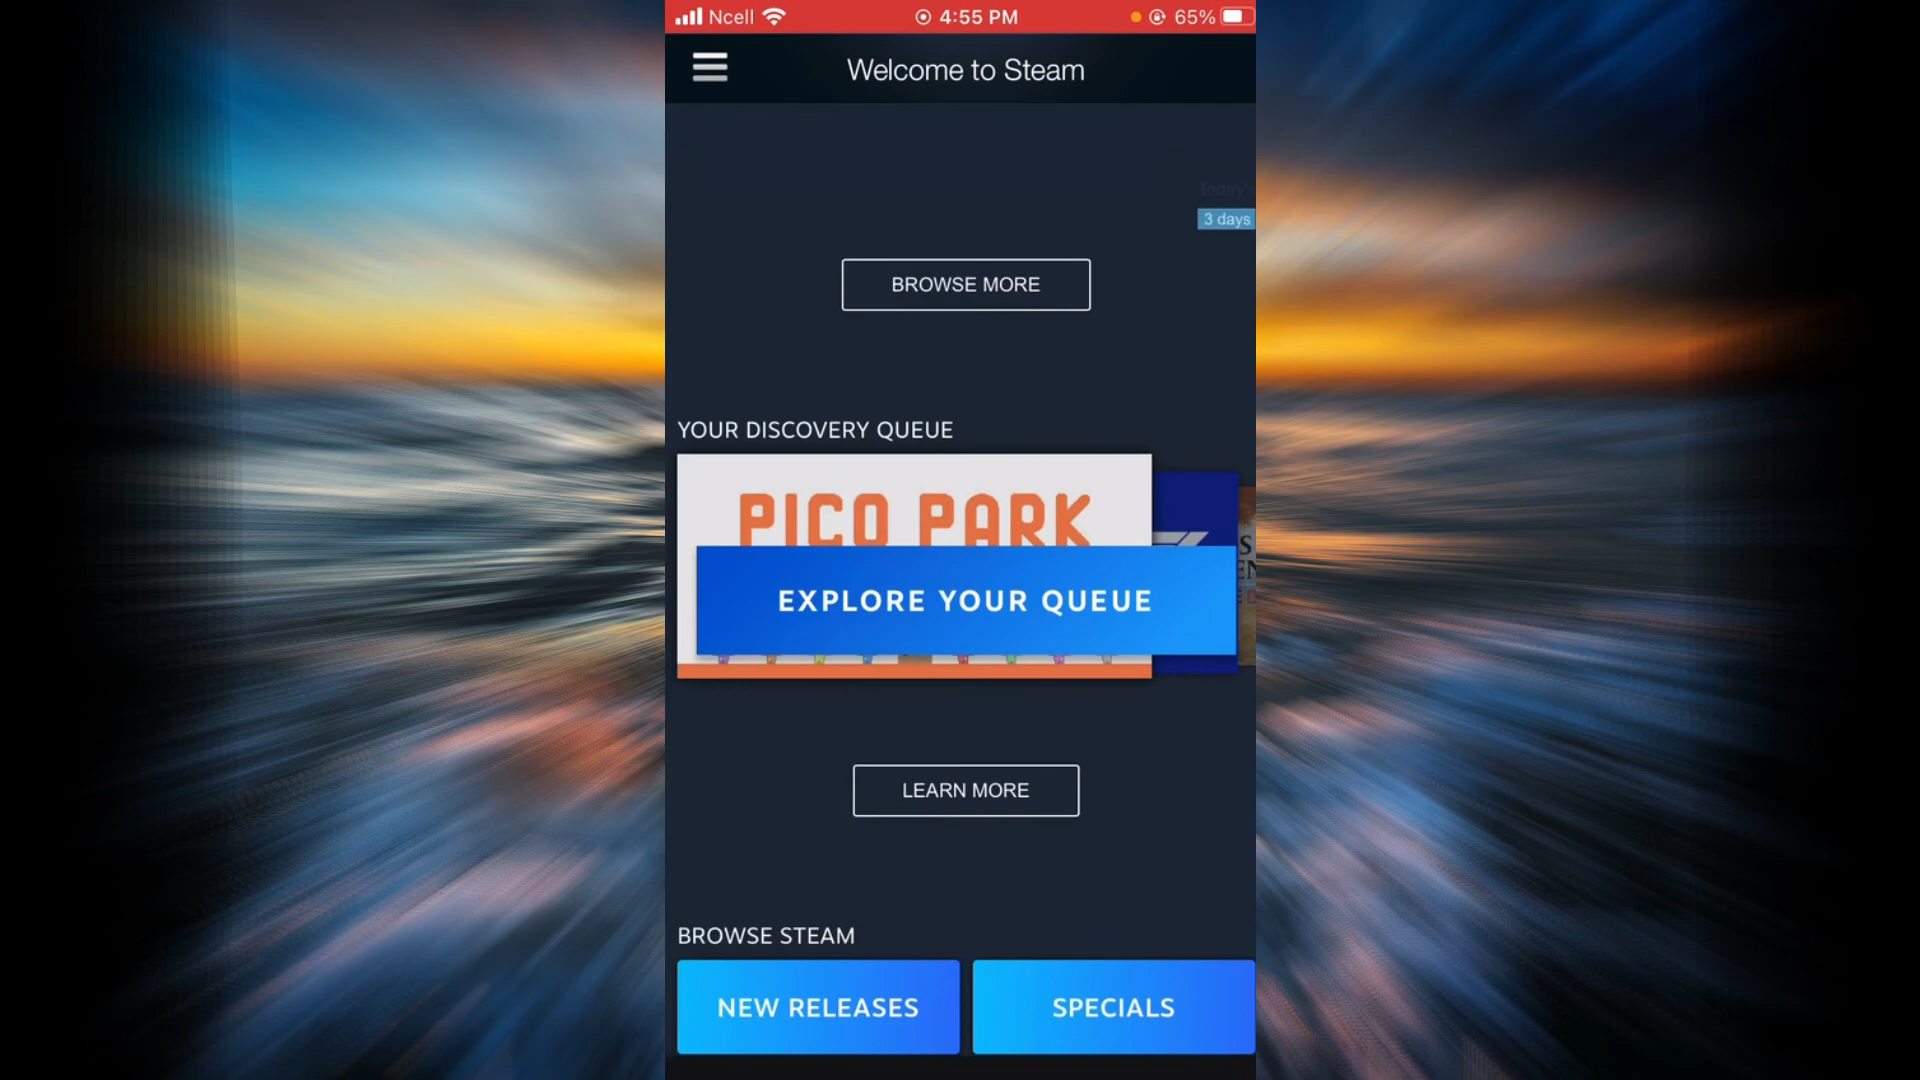 Ncell 4:55 PM 65%
Welcome to Steam
Today'
3 days
BROWSE MORE
YOUR DISCOVERY QUEUE
PICO PARK
EXPLORE YOUR QUEUE
LEARN MORE
BROWSE STEAM
NEW RELEASES SPECIALS